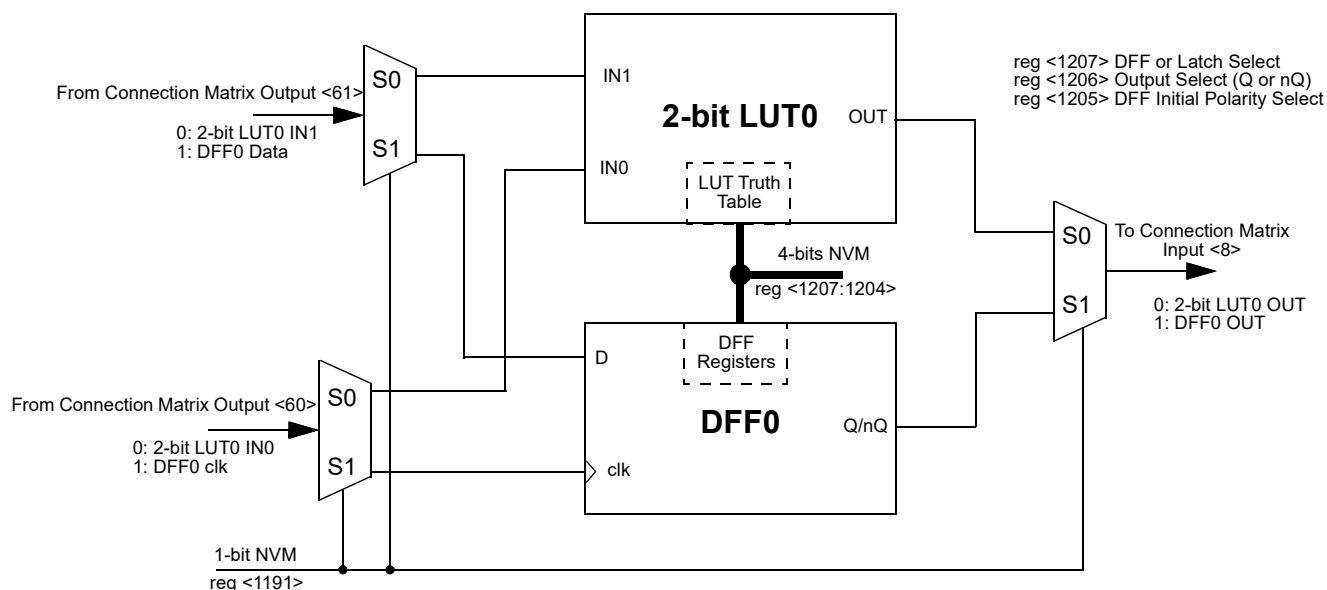 From Connection Matrix Output <61>
0: 2-bit LUT0 IN1
1: DFF0 Data
S0
S1
IN1
IN0
2-bit LUT0
OUT
LUT Truth
Table
reg <1207> DFF or Latch Select
reg <1206> Output Select (Q or nQ)
reg <1205> DFF Initial Polarity Select
4-bits NVM
reg <1207:1204>
S0
S1
To Connection Matrix
Input <8>
0: 2-bit LUT0 OUT
1: DFF0 OUT
From Connection Matrix Output <60>
0: 2-bit LUT0 IN0
1: DFF0 clk
S0
S1
D
clk
DFF
Registers
DFF0
Q/nQ
1-bit NVM
reg <1191>